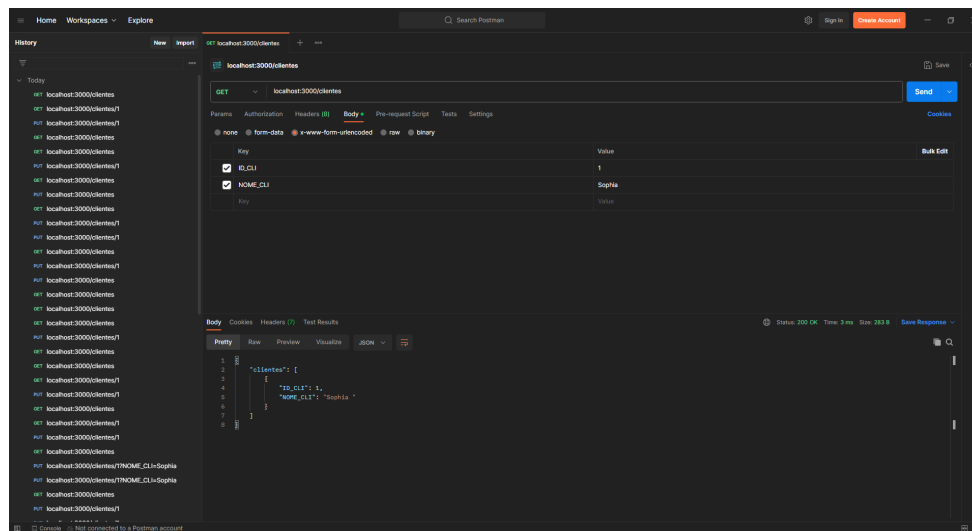 Home Workspaces Explore Search Postman Sign In Create Account
History New Import GET localhost:3000/clientes
localhost:3000/clientes Save
Today
GET localhost:3000/clientes
GET localhost:3000/clientes/1
PUT localhost:3000/clientes/1
GET localhost:3000/clientes
GET localhost:3000/clientes
PUT localhost:3000/clientes/1
GET localhost:3000/clientes
PUT localhost:3000/clientes
GET localhost:3000/clientes
PUT localhost:3000/clientes/1
PUT localhost:3000/clientes/1
GET localhost:3000/clientes
PUT localhost:3000/clientes/1
PUT localhost:3000/clientes
GET localhost:3000/clientes
GET localhost:3000/clientes
GET localhost:3000/clientes
PUT localhost:3000/clientes/1
GET localhost:3000/clientes
GET localhost:3000/clientes
GET localhost:3000/clientes/1
PUT localhost:3000/clientes/1
GET localhost:3000/clientes
GET localhost:3000/clientes/1
PUT localhost:3000/clientes/1
GET localhost:3000/clientes
PUT localhost:3000/clientes/1?NOME_CLI=Sophia
PUT localhost:3000/clientes/1?NOME_CLI=Sophia
GET localhost:3000/clientes
PUT localhost:3000/clientes/1
GET localhost:3000/clientes Send
Params Authorization Headers (8) Body Pre-request Script Tests Settings Cookies
none form-data x-www-form-urlencoded raw binary
Key Value Bulk Edit
ID_CLI 1
NOME_CLI Sophia
Key Value
Body Cookies Headers (7) Test Results Status: 200 OK Time: 3 ms Size: 283 B Save Response
Pretty Raw Preview Visualize JSON
1 {
2 "clientes": [
3 {
4 "ID_CLI": 1,
5 "NOME_CLI": "Sophia "
6 }
7 ]
8 }
Console Not connected to a Postman account